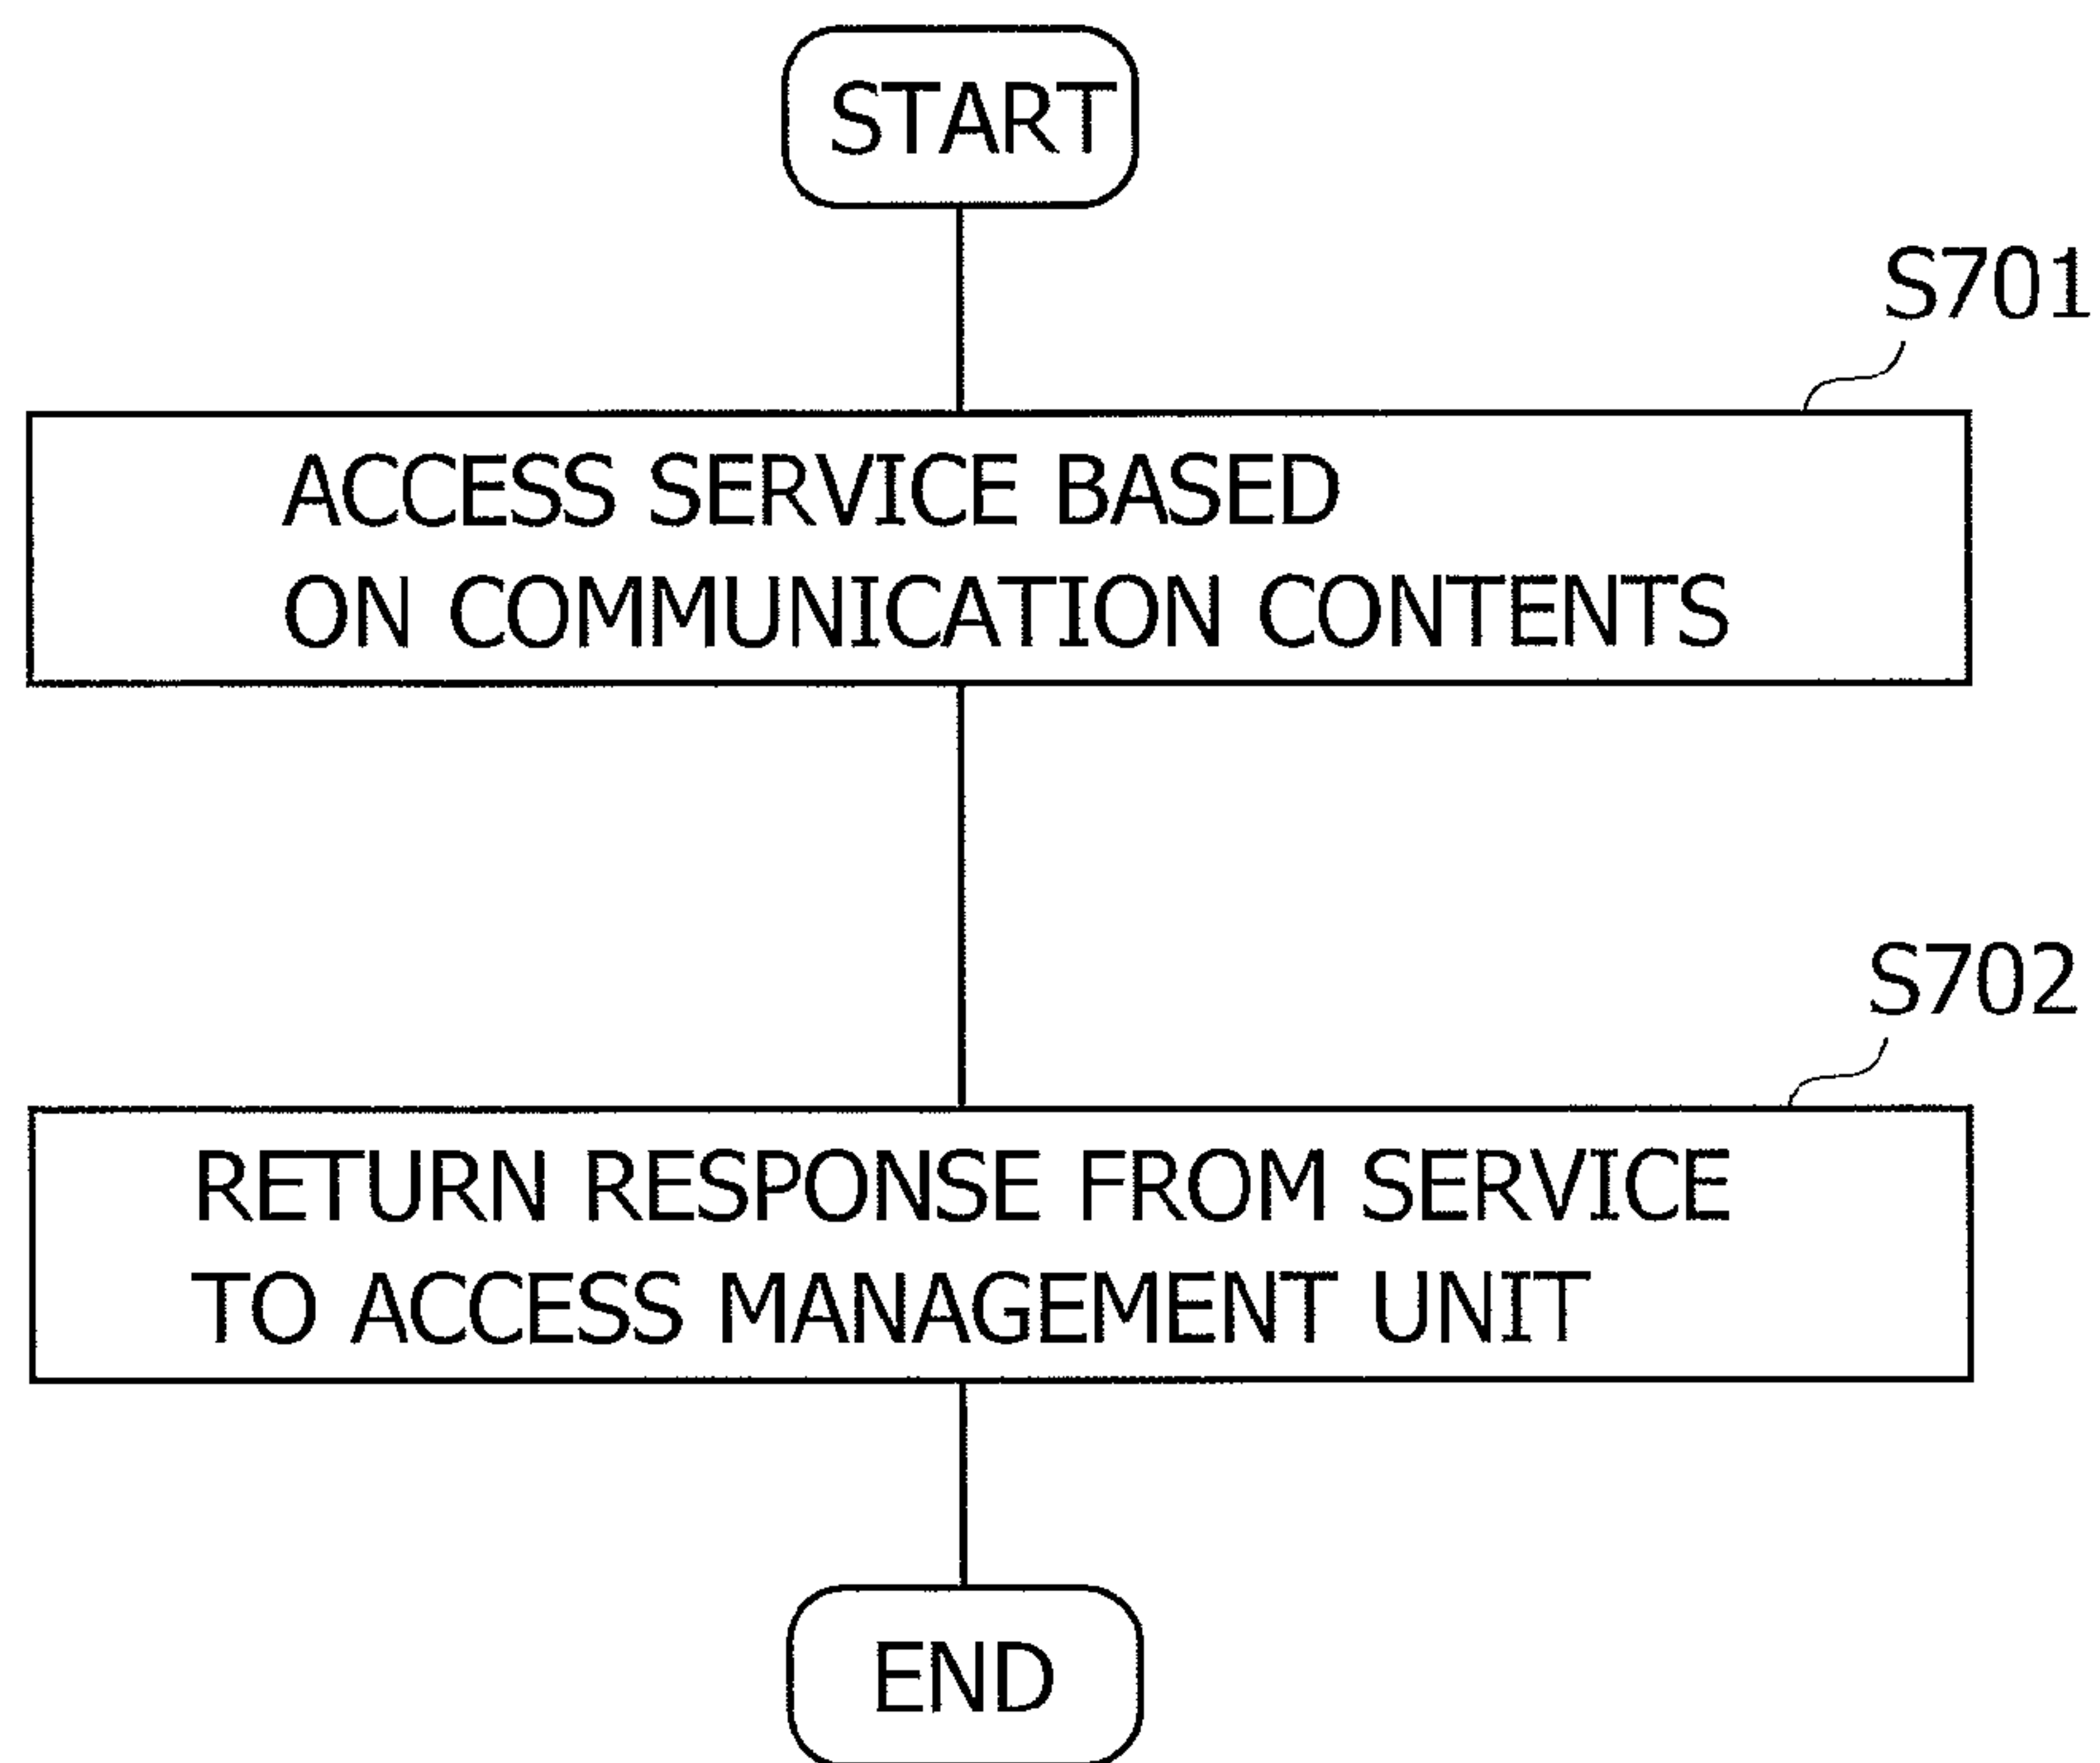 START
S701
ACCESS SERVICE BASED
ON COMMUNICATION CONTENTS
S702
RETURN RESPONSE FROM SERVICE
TO ACCESS MANAGEMENT UNIT
END